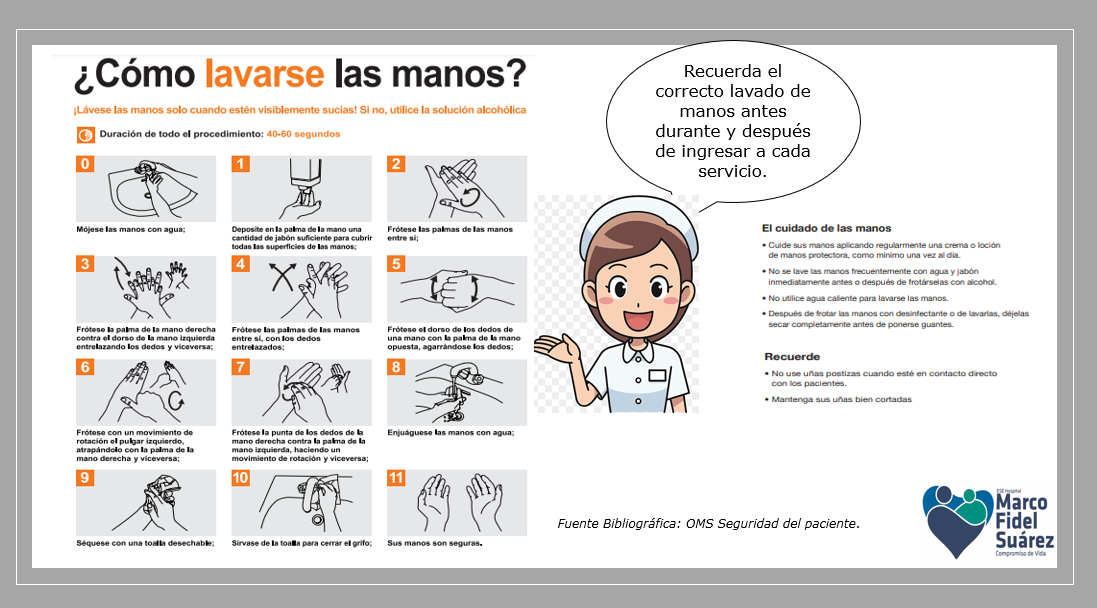 ¿Cómo lavarse las manos?
¡Lávese las manos solo cuando estén visiblemente sucias! Si no, utilice la solución alcohólica
Duración de todo el procedimiento: 40-60 segundos
0
Mójese las manos con agua;
1
Deposite en la palma de la mano una
cantidad de jabón suficiente para cubrir
todas las superficies de las manos;
2
Frótese las palmas de las manos
entre sí;
3
Frótese la palma de la mano derecha
contra el dorso de la mano izquierda
entrelazando los dedos y viceversa;
4
Frótese las palmas de las manos
entre sí, con los dedos
entrelazados;
5
Frótese el dorso de los dedos de
una mano con la palma de la mano
opuesta, agarrándose los dedos;
6
Frótese con un movimiento de
rotación el pulgar izquierdo,
atrapándolo con la palma de la
mano derecha y viceversa;
7
Frótese la punta de los dedos de la
mano derecha contra la palma de la
mano izquierda, haciendo un
movimiento de rotación y viceversa;
8
Enjuáguese las manos con agua;
9
Séquese con una toalla desechable;
10
Sírvase de la toalla para cerrar el grifo;
11
Sus manos son seguras.
Recuerda el
correcto lavado de
manos antes
durante y después
de ingresar a cada
servicio.
El cuidado de las manos
• Cuide sus manos aplicando regularmente una crema o loción
de manos protectora, como mínimo una vez al día.
• No se lave las manos frecuentemente con agua y jabón
inmediatamente antes o después de frotárselas con alcohol.
• No utilice agua caliente para lavarse las manos.
• Después de frotar las manos con desinfectante o de lavarlas, déjelas
secar completamente antes de ponerse guantes.
Recuerde
• No use uñas postizas cuando esté en contacto directo
con los pacientes.
• Mantenga sus uñas bien cortadas
Fuente Bibliográfica: OMS Seguridad del paciente.
ESE Hospital
Marco
Fidel
Suárez
Compromiso de Vida